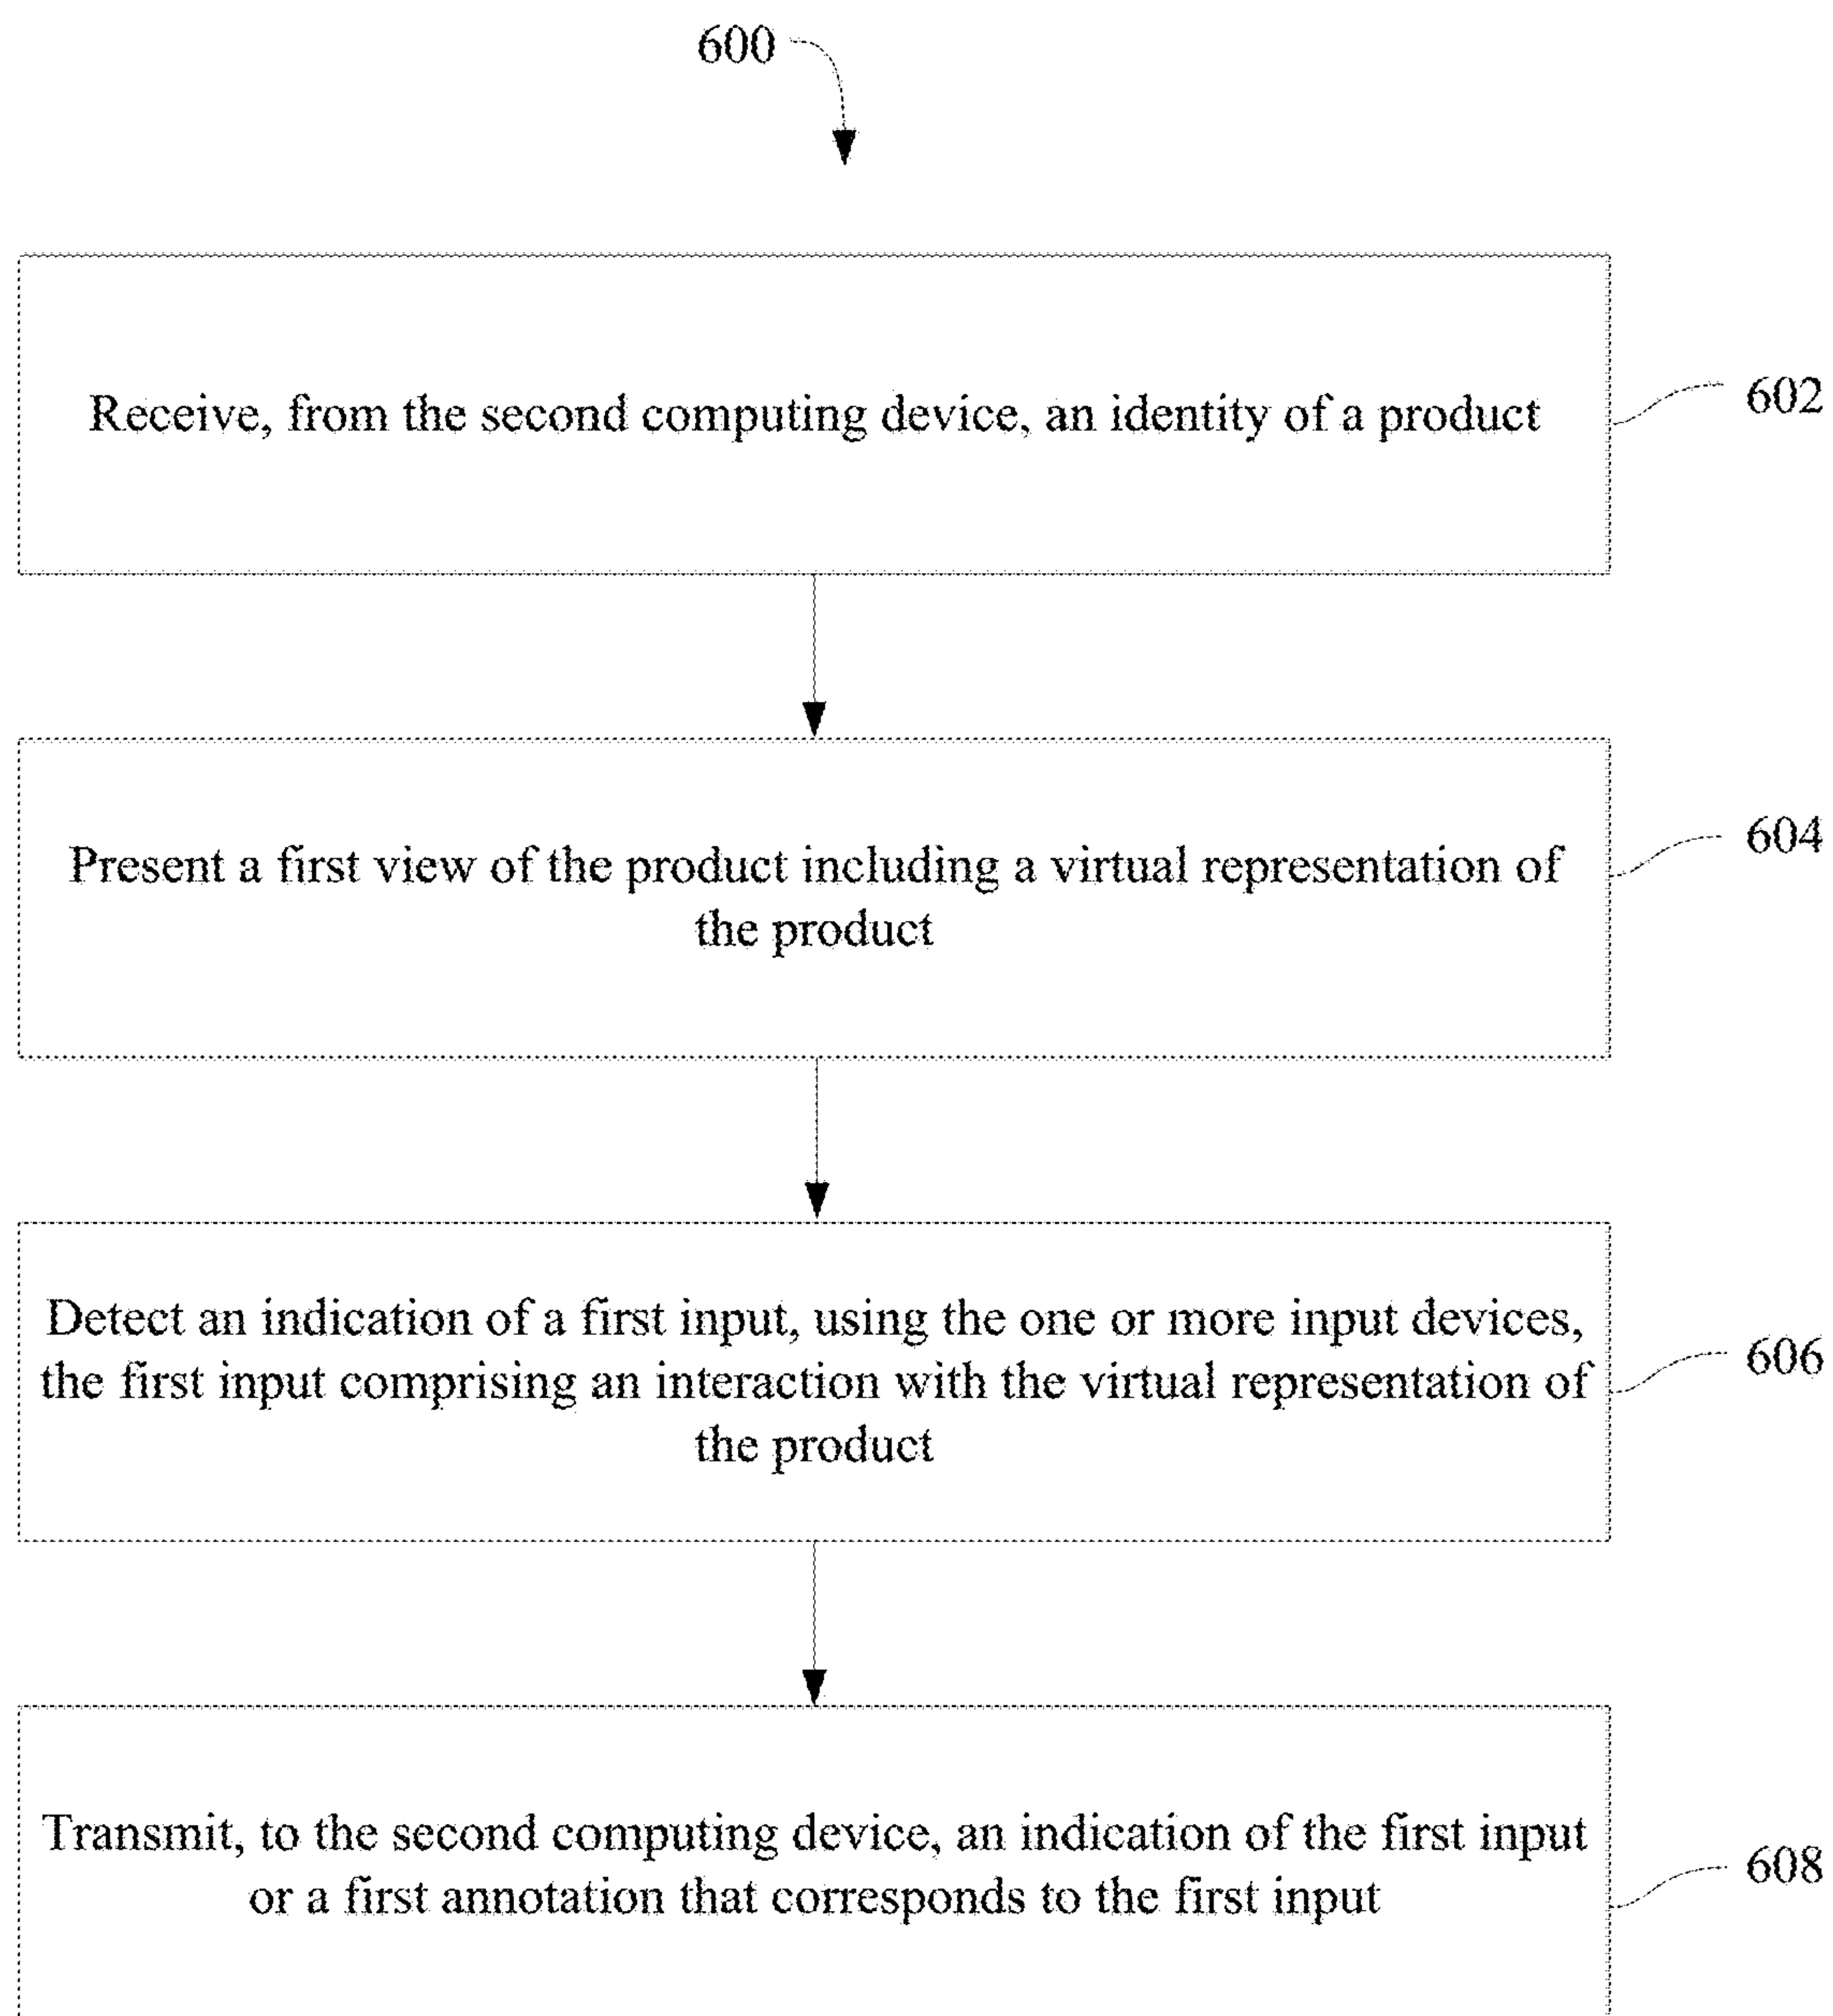 600
Receive, from the second computing device, an identity of a product
602
Present a first view of the product including a virtual representation of
the product
604
Detect an indication of a first input, using the one or more input devices,
the first input comprising an interaction with the virtual representation of
the product
606
Transmit, to the second computing device, an indication of the first input
or a first annotation that corresponds to the first input
608